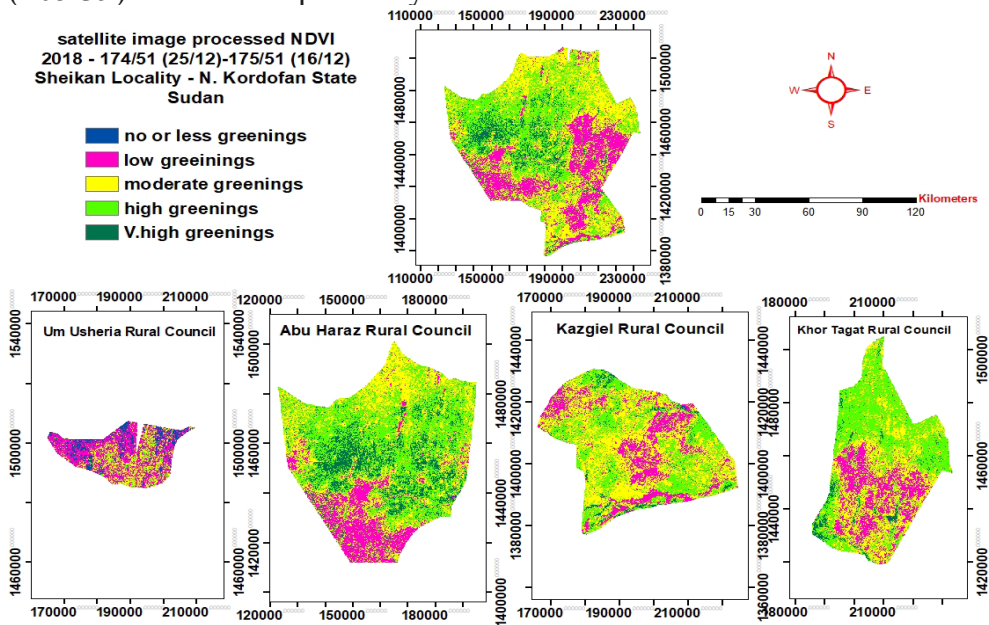 satellite image processed NDVI
2018 - 174/51 (25/12)-175/51 (16/12)
Sheikan Locality - N. Kordofan State
Sudan
no or less greenings
low greeinings
moderate greenings
high greenings
V.high greenings
110000 150000 190000 230000
1500000
1480000
1460000
1440000
1420000
1400000
1380000
110000 150000 190000 230000
N
W E
S
Kilometers
0 15 30 60 90 120
170000 190000 210000
Um Usheria Rural Council
1540000
1500000
1460000
1540000
1500000
1460000
170000 190000 210000
120000 150000 180000
Abu Haraz Rural Council
1500000
1460000
1420000
1480000
1440000
1400000
120000 150000 180000
170000 190000 210000
Kazgiel Rural Council
1440000
1420000
1400000
1380000
1440000
1420000
1400000
1380000
1360000
170000 190000 210000
180000 210000
Khor Tagat Rural Council
1440000
1480000
1500000
1460000
1420000
180000 210000